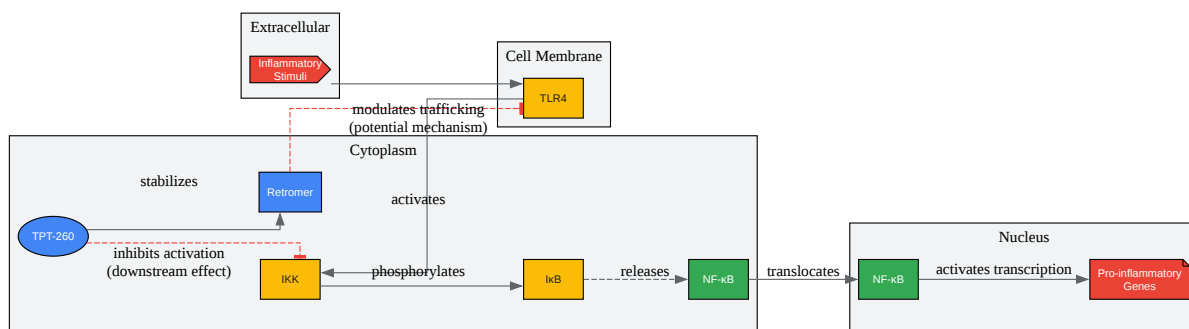 Extracellular
Inflammatory
Stimuli
Cell Membrane
TLR4
modulates trafficking
(potential mechanism)
Cytoplasm
stabilizes
Retromer
activates
TPT-260
inhibits activation
(downstream effect)
IKK
phosphorylates
IκB
releases
NF-κB
translocates
Nucleus
NF-κB
activates transcription
Pro-inflammatory
Genes